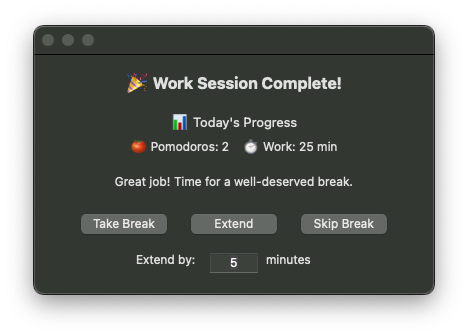 🎉 Work Session Complete!
📊 Today's Progress
🍅 Pomodoros: 2 ⏱️ Work: 25 min
Great job! Time for a well-deserved break.
Take Break Extend Skip Break
Extend by: 5 minutes